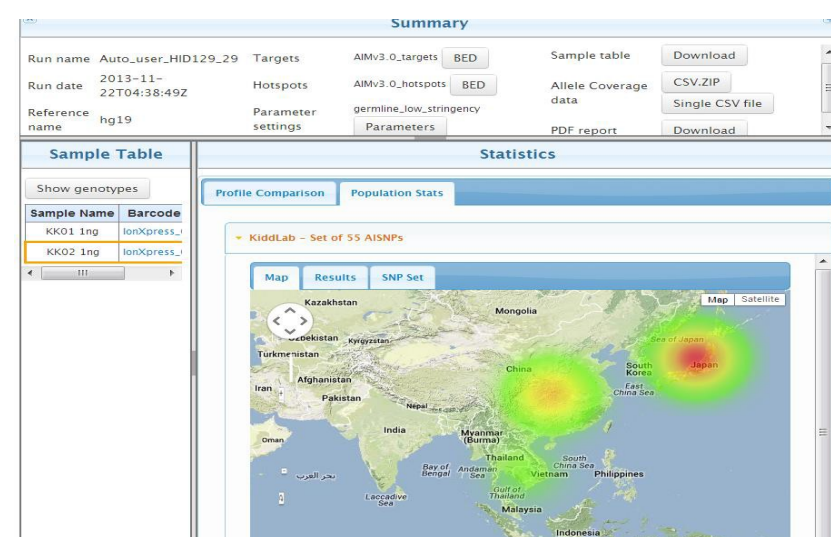 Summary
Run name Auto_user_HID129_29 Targets AIMv3.0_targets BED Sample table Download
Run date 2013-11-22T04:38:49Z Hotspots AIMv3.0_hotspots BED Allele Coverage data CSV.ZIP
Single CSV file
Reference name hg19 Parameter settings germline_low_stringency
Parameters PDF report Download
Sample Table
Statistics
Show genotypes
Profile Comparison Population Stats
Sample Name Barcode
KK01 1ng IonXpress_
KK02 1ng IonXpress_
KiddLab - Set of 55 AISNPs
Map Results SNP Set
Map Satellite
Kazakhstan
Mongolia
Uzbekistan Kyrgyzstan
Sea of Japan
Turkmenistan
China South Korea Japan
Afghanistan
Iran
East China Sea
Pakistan
Nepal
India Myanmar (Burma)
Oman
Thailand South China Sea
Vietnam Philippines
بحر العرب
Bay of Bengal Andaman Sea
Gulf of Thailand
Laccadive Sea
Malaysia
Indonesia